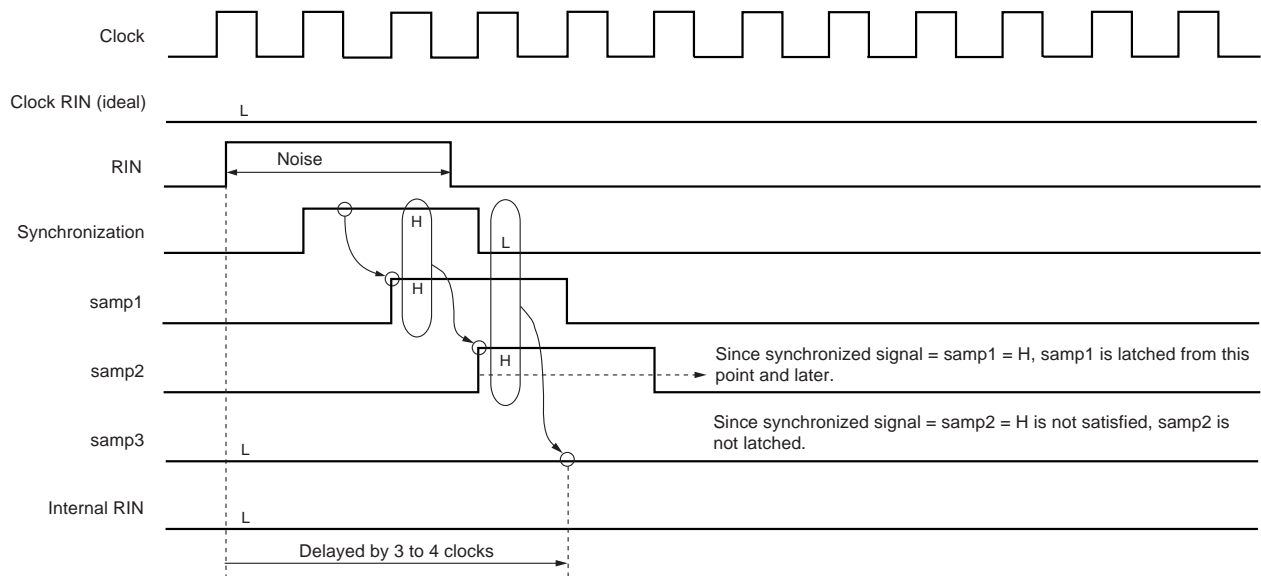 Clock
Clock RIN (ideal)
L
RIN
Noise
Synchronization
H
L
samp1
H
samp2
H
Since synchronized signal = samp1 = H, samp1 is latched from this
point and later.
samp3
L
Since synchronized signal = samp2 = H is not satisfied, samp2 is
not latched.
Internal RIN
L
Delayed by 3 to 4 clocks